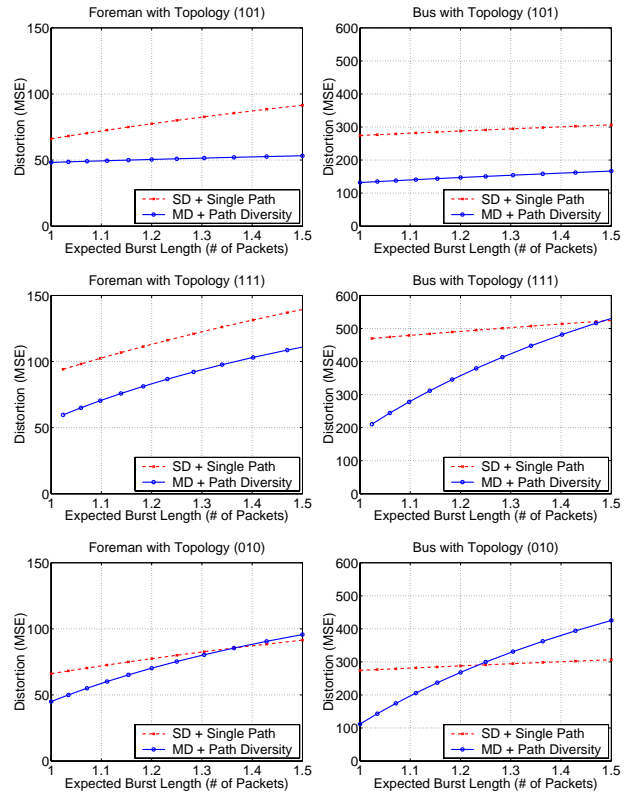 Foreman with Topology (101)
150
100
50
0
Distortion (MSE)
SD + Single Path
MD + Path Diversity
1 1.1 1.2 1.3 1.4 1.5
Expected Burst Length (# of Packets)
Bus with Topology (101)
600
500
400
300
200
100
0
Distortion (MSE)
SD + Single Path
MD + Path Diversity
1 1.1 1.2 1.3 1.4 1.5
Expected Burst Length (# of Packets)
Foreman with Topology (111)
150
100
50
0
Distortion (MSE)
SD + Single Path
MD + Path Diversity
1 1.1 1.2 1.3 1.4 1.5
Expected Burst Length (# of Packets)
Bus with Topology (111)
600
500
400
300
200
100
0
Distortion (MSE)
SD + Single Path
MD + Path Diversity
1 1.1 1.2 1.3 1.4 1.5
Expected Burst Length (# of Packets)
Foreman with Topology (010)
150
100
50
0
Distortion (MSE)
SD + Single Path
MD + Path Diversity
1 1.1 1.2 1.3 1.4 1.5
Expected Burst Length (# of Packets)
Bus with Topology (010)
600
500
400
300
200
100
0
Distortion (MSE)
SD + Single Path
MD + Path Diversity
1 1.1 1.2 1.3 1.4 1.5
Expected Burst Length (# of Packets)